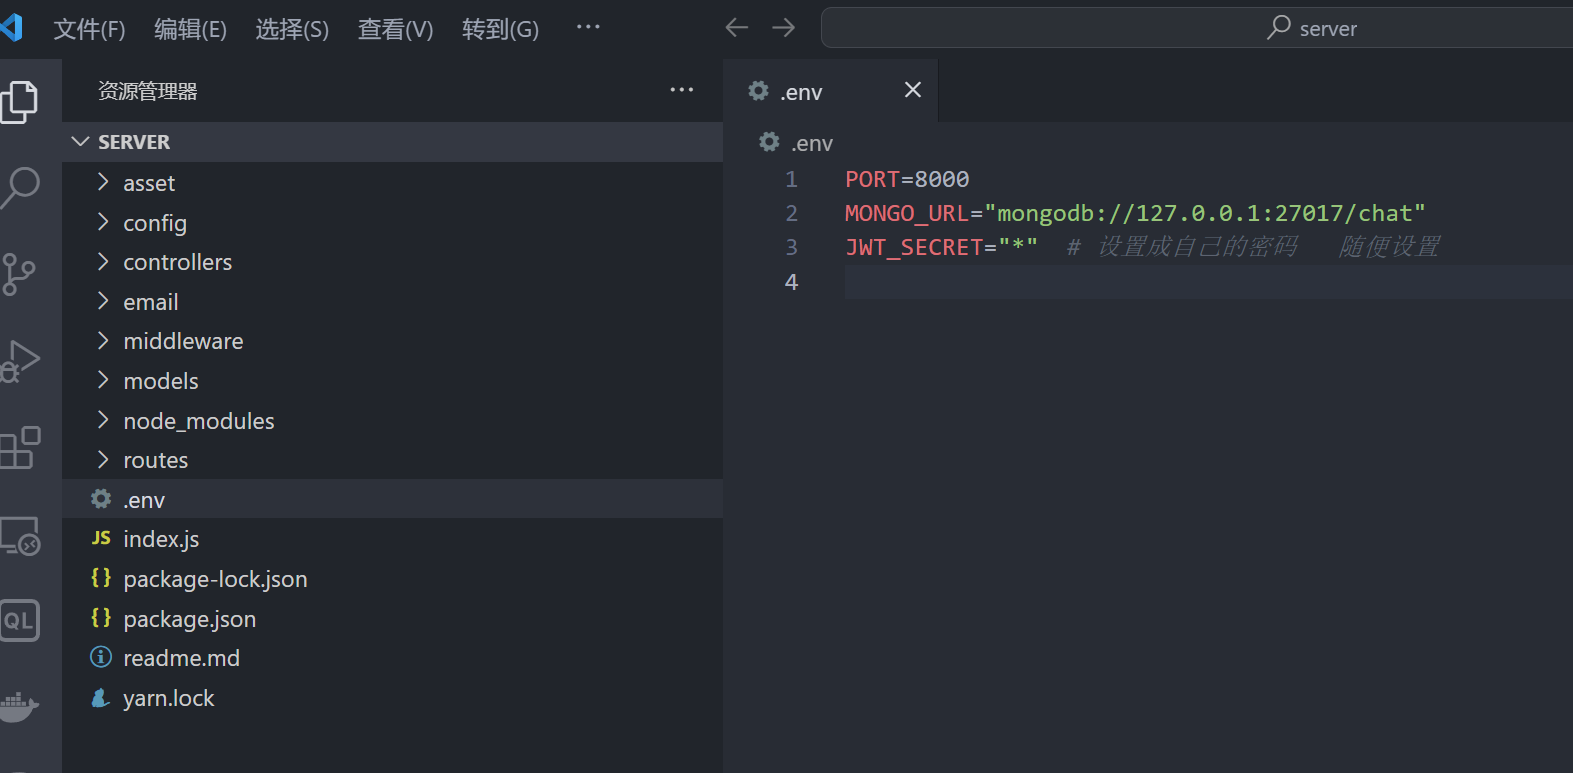 文件(F) 编辑(E) 选择(S) 查看(V) 转到(G) ··· server
资源管理器 ···
SERVER
asset
config
controllers
email
middleware
models
node_modules
routes
.env
JS index.js
{} package-lock.json
{} package.json
readme.md
yarn.lock
QL
.env
.env
1 PORT=8000
2 MONGO_URL="mongodb://127.0.0.1:27017/chat"
3 JWT_SECRET="*" # 设置成自己的密码 随便设置
4